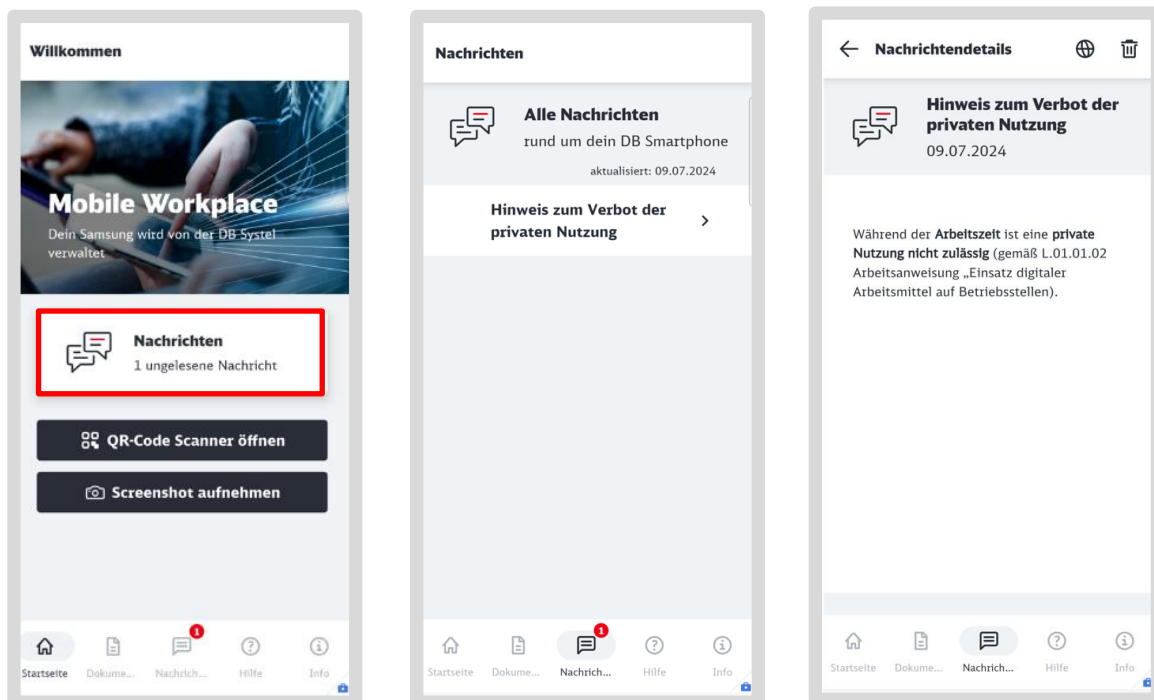 Willkommen
Mobile Workplace
Dein Samsung wird von der DB Systel
verwaltet
Nachrichten
1 ungelesene Nachricht
QR-Code Scanner öffnen
Screenshot aufnehmen
1
Startseite Dokume... Nachrich... Hilfe Info
Nachrichten
Alle Nachrichten
rund um dein DB Smartphone
aktualisiert: 09.07.2024
Hinweis zum Verbot der
privaten Nutzung
1
Startseite Dokume... Nachrich... Hilfe Info
Nachrichtendetails
Hinweis zum Verbot der
privaten Nutzung
09.07.2024
Während der Arbeitszeit ist eine private
Nutzung nicht zulässig (gemäß L.01.01.02
Arbeitsanweisung „Einsatz digitaler
Arbeitsmittel auf Betriebsstellen).
Startseite Dokume... Nachrich... Hilfe Info